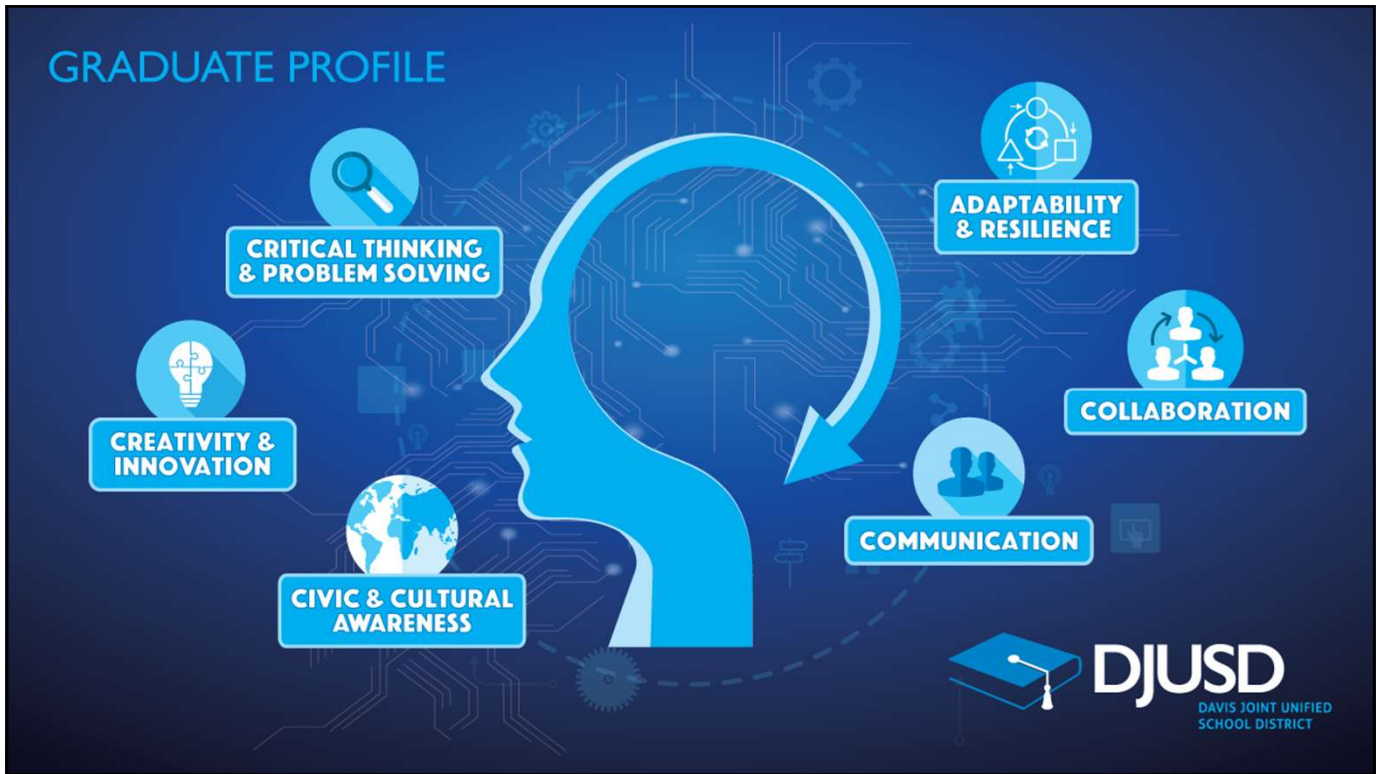 GRADUATE PROFILE
CRITICAL THINKING
& PROBLEM SOLVING
ADAPTABILITY
& RESILIENCE
CREATIVITY &
INNOVATION
COLLABORATION
CIVIC & CULTURAL
AWARENESS
COMMUNICATION
DJUSD
DAVIS JOINT UNIFIED
SCHOOL DISTRICT